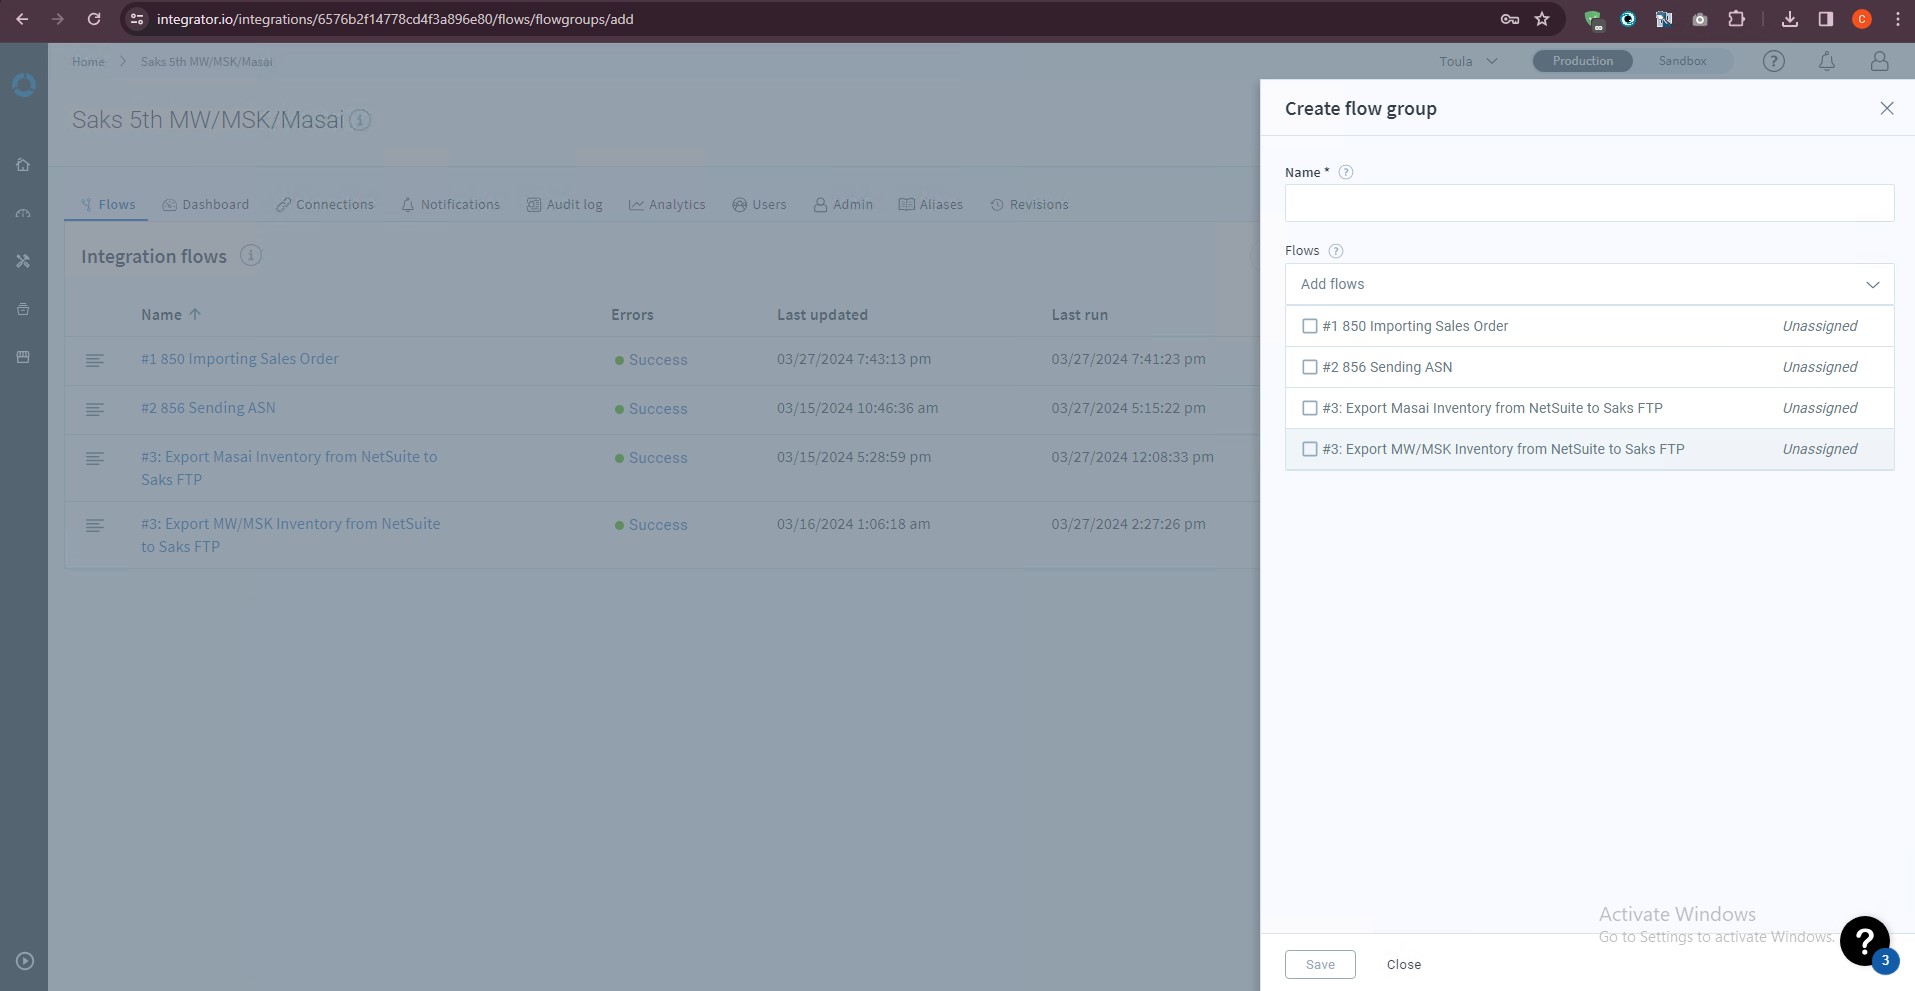 integrator.io/integrations/6576b2f14778cd4f3a896e80/flows/flowgroups/add
C
Home
Saks 5th MW/MSK/Masai
Toula
Production
Sandbox
Saks 5th MW/MSK/Masai
Flows
Dashboard
Connections
Notifications
Audit log
Analytics
Users
Admin
Aliases
Revisions
Integration flows
Name
Errors
Last updated
Last run
#1 850 Importing Sales Order
Success
03/27/2024 7:43:13 pm
03/27/2024 7:41:23 pm
#2 856 Sending ASN
Success
03/15/2024 10:46:36 am
03/27/2024 5:15:22 pm
#3: Export Masai Inventory from NetSuite to
Saks FTP
Success
03/15/2024 5:28:59 pm
03/27/2024 12:08:33 pm
#3: Export MW/MSK Inventory from NetSuite
to Saks FTP
Success
03/16/2024 1:06:18 am
03/27/2024 2:27:26 pm
Create flow group
Name *
Flows
Add flows
#1 850 Importing Sales Order
Unassigned
#2 856 Sending ASN
Unassigned
#3: Export Masai Inventory from NetSuite to Saks FTP
Unassigned
#3: Export MW/MSK Inventory from NetSuite to Saks FTP
Unassigned
Activate Windows
Go to Settings to activate Windows.
?
3
Save
Close